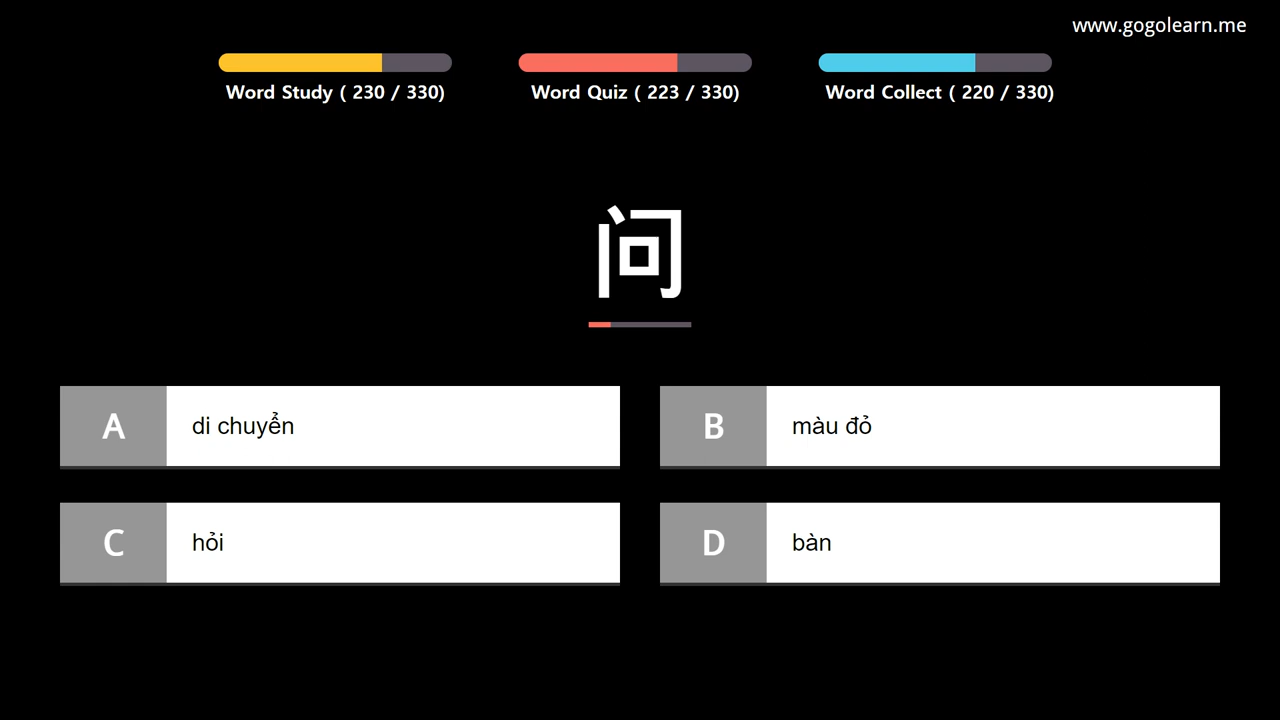 www.gogolearn.me
Word Study ( 230 / 330)
Word Quiz ( 223 / 330)
Word Collect ( 220 / 330)
问
A di chuyển
B màu đỏ
C hỏi
D bàn